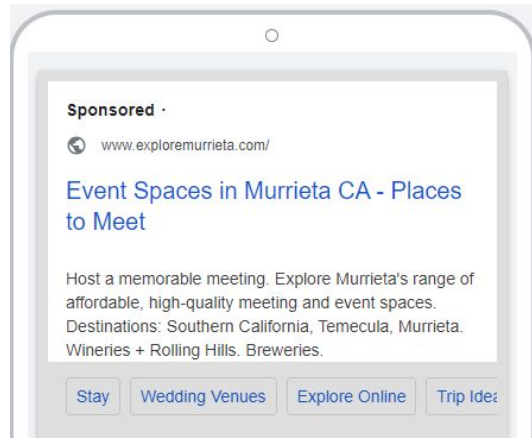 Sponsored ·
www.exploremurrieta.com/
Event Spaces in Murrieta CA - Places
to Meet
Host a memorable meeting. Explore Murrieta's range of
affordable, high-quality meeting and event spaces.
Destinations: Southern California, Temecula, Murrieta.
Wineries + Rolling Hills. Breweries.
Stay Wedding Venues Explore Online Trip Idea